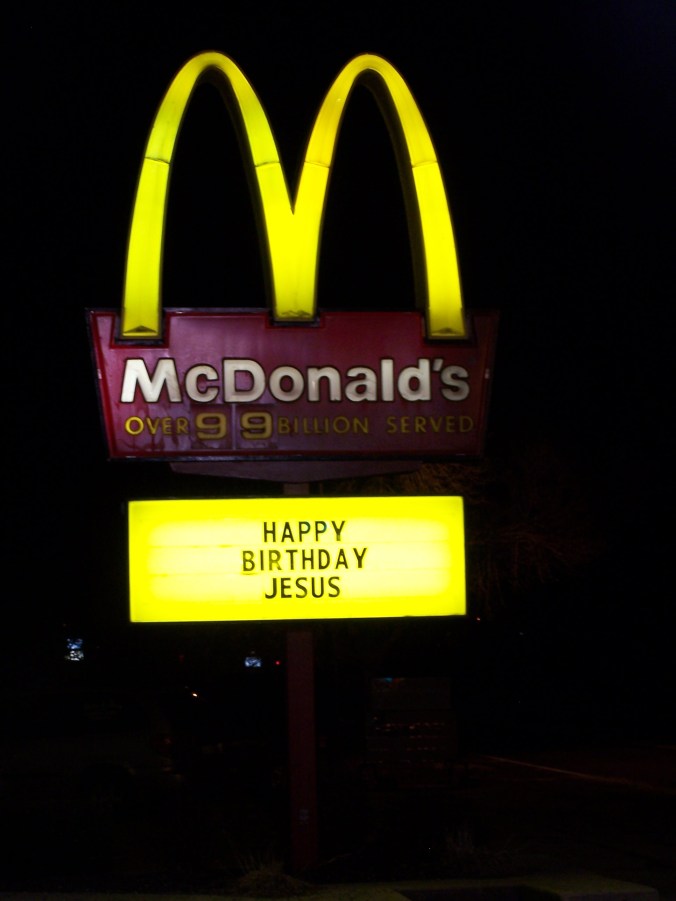 McDonald's
OVER 99 BILLION SERVED
HAPPY
BIRTHDAY
JESUS